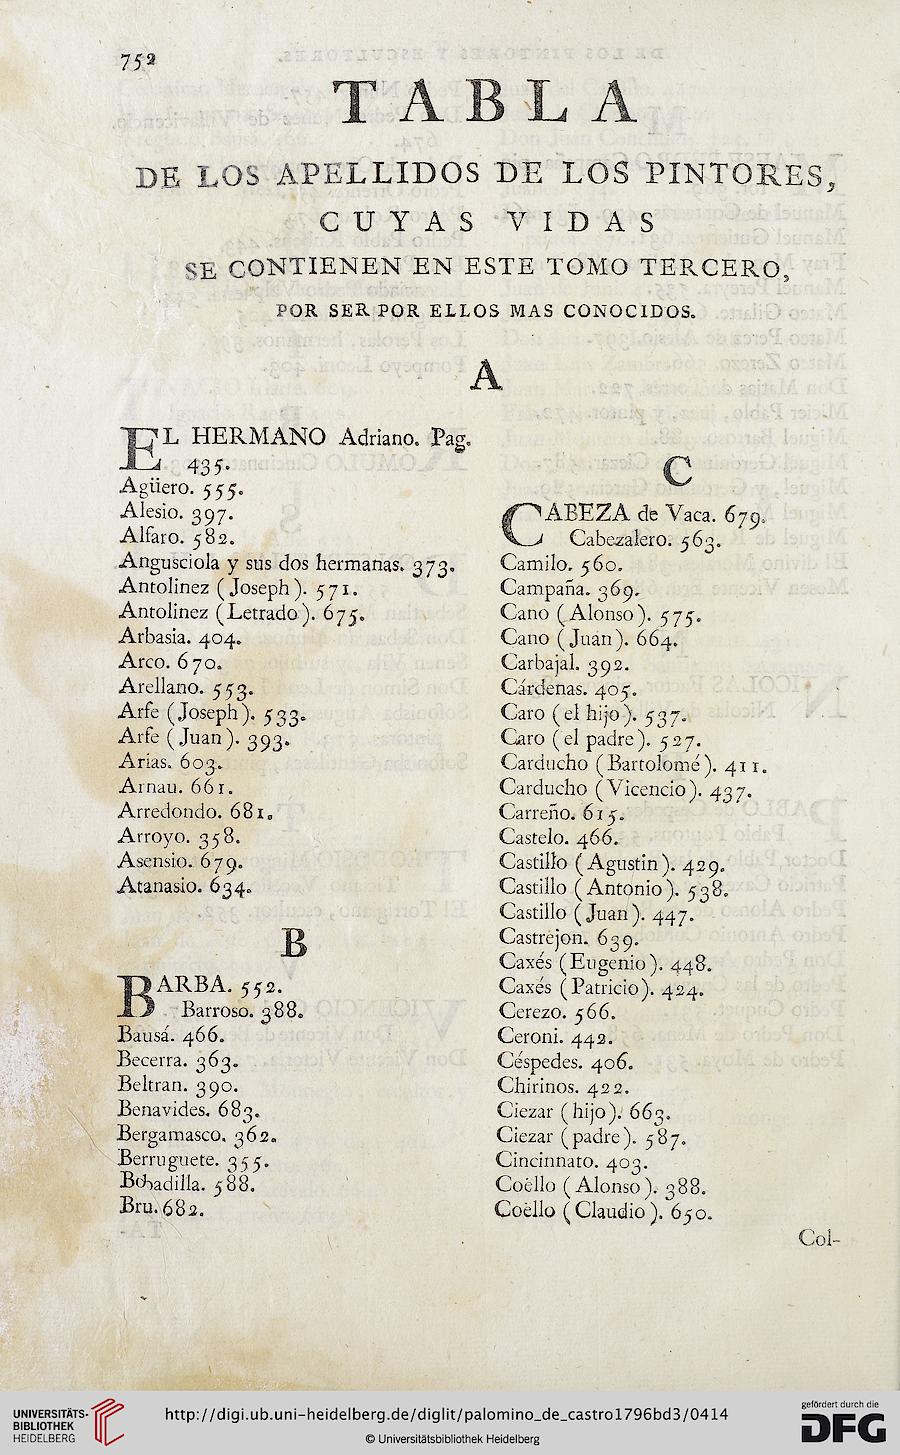 752
TABLA
DE LOS APELLIDOS DE LOS PINTORES,
CUYAS VIDAS
SE CONTIENEN EN ESTE TOMO TERCERO,
POR SER POR ELLOS MAS CONOCIDOS.
A
EL HERMANO Adriano. Pag.
435.
Agüero. 555.
Alesio. 397.
Alfaro. 582.
Angusciola y sus dos hermanas. 373.
Antolinez (Joseph). 571.
Antolinez (Letrado). 675.
Arbasia. 404.
Arco. 670.
Arellano. 553.
Arfe (Joseph). 533.
Arfe (Juan). 393.
Arias. 603.
Arnau. 661.
Arredondo. 681.
Arroyo. 358.
Asensio. 679.
Atanasio. 634.
B
BARBA. 552.
Barroso. 388.
Bausá. 466.
Becerra. 363.
Beltran. 390.
Benavides. 683.
Bergamasco. 362.
Berruguete. 355.
Bobadilla. 588.
Bru. 682.
C
CABEZA de Vaca. 679.
Cabezalero. 563.
Camilo. 560.
Campaña. 369.
Cano (Alonso). 575.
Cano (Juan). 664.
Carbajal. 392.
Cárdenas. 405.
Caro (el hijo). 537.
Caro (el padre). 527.
Carducho (Bartolomé). 411.
Carducho (Vicencio). 437.
Carreño. 615.
Castelo. 466.
Castillo (Agustin). 429.
Castillo (Antonio). 538.
Castillo (Juan). 447.
Castrejon. 639.
Caxés (Eugenio). 448.
Caxés (Patricio). 424.
Cerezo. 566.
Ceroni. 442.
Céspedes. 406.
Chirinos. 422.
Ciezar (hijo). 663.
Ciezar (padre). 587.
Cincinnato. 403.
Coëllo (Alonso). 388.
Coëllo (Claudio). 650.
Col-
UNIVERSITÄTS-
BIBLIOTHEK
HEIDELBERG
http://digi.ub.uni-heidelberg.de/diglit/palomino_de_castro1796bd3/0414
© Universitätsbibliothek Heidelberg
gefördert durch die
DFG